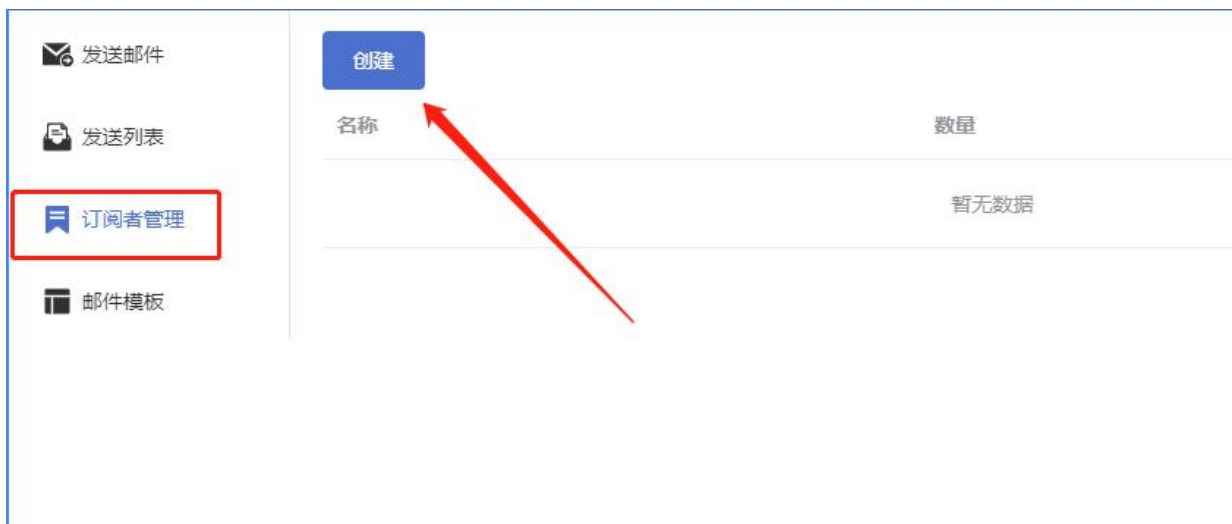 发送邮件
发送列表
订阅者管理
邮件模板
创建
名称 数量
暂无数据